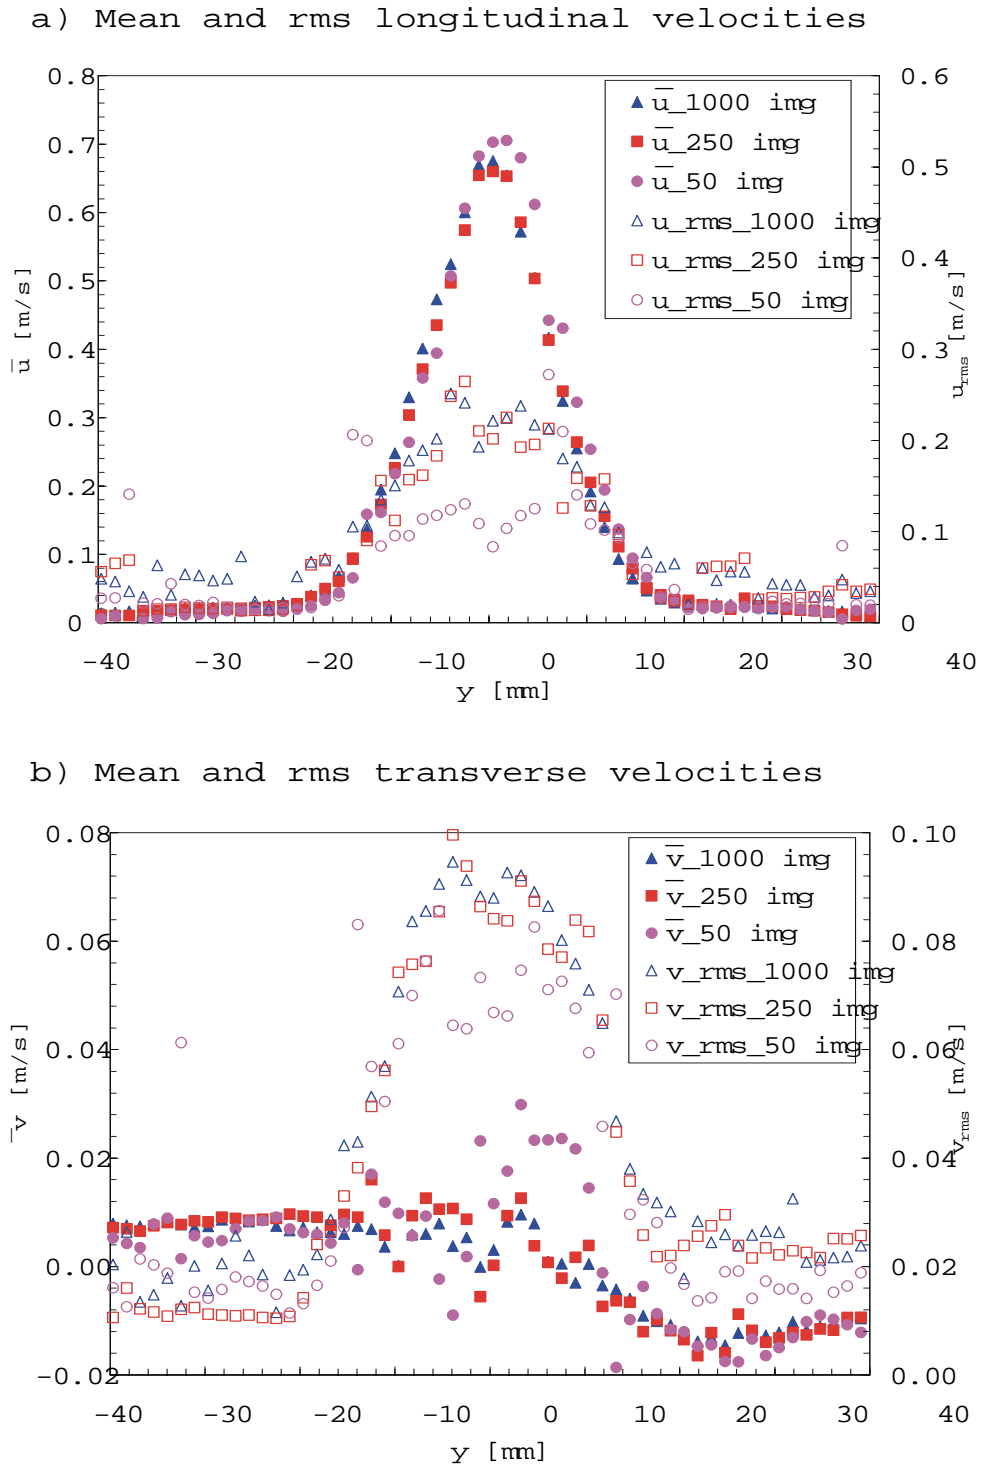 a) Mean and rms longitudinal velocities
0.8
0.7
0.6
0.5
0.4
0.3
0.2
0.1
0
u̅ [m/s]
0.6
0.5
0.4
0.3
0.2
0.1
0
u_rms [m/s]
u̅_1000 img
u̅_250 img
u̅_50 img
u_rms_1000 img
u_rms_250 img
u_rms_50 img
-40 -30 -20 -10 0 10 20 30 40
y [mm]
b) Mean and rms transverse velocities
0.08
0.06
0.04
0.02
0.00
-0.02
v̅ [m/s]
0.10
0.08
0.06
0.04
0.02
0.00
v_rms [m/s]
v̅_1000 img
v̅_250 img
v̅_50 img
v_rms_1000 img
v_rms_250 img
v_rms_50 img
-40 -30 -20 -10 0 10 20 30 40
y [mm]